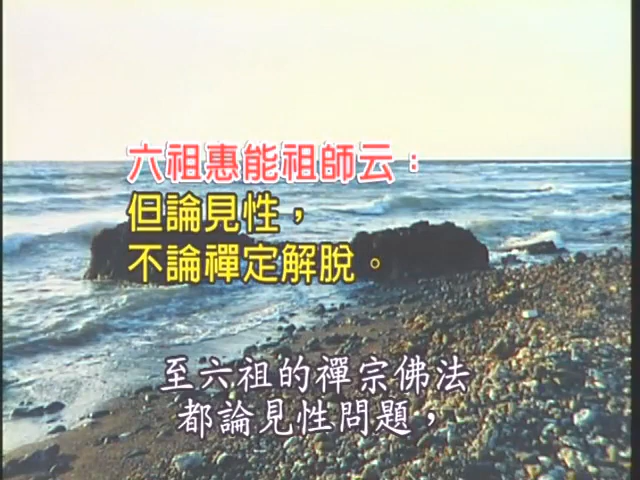 六祖惠能祖師云：
但論見性，
不論禪定解脫。
至六祖的禪宗佛法
都論見性問題，